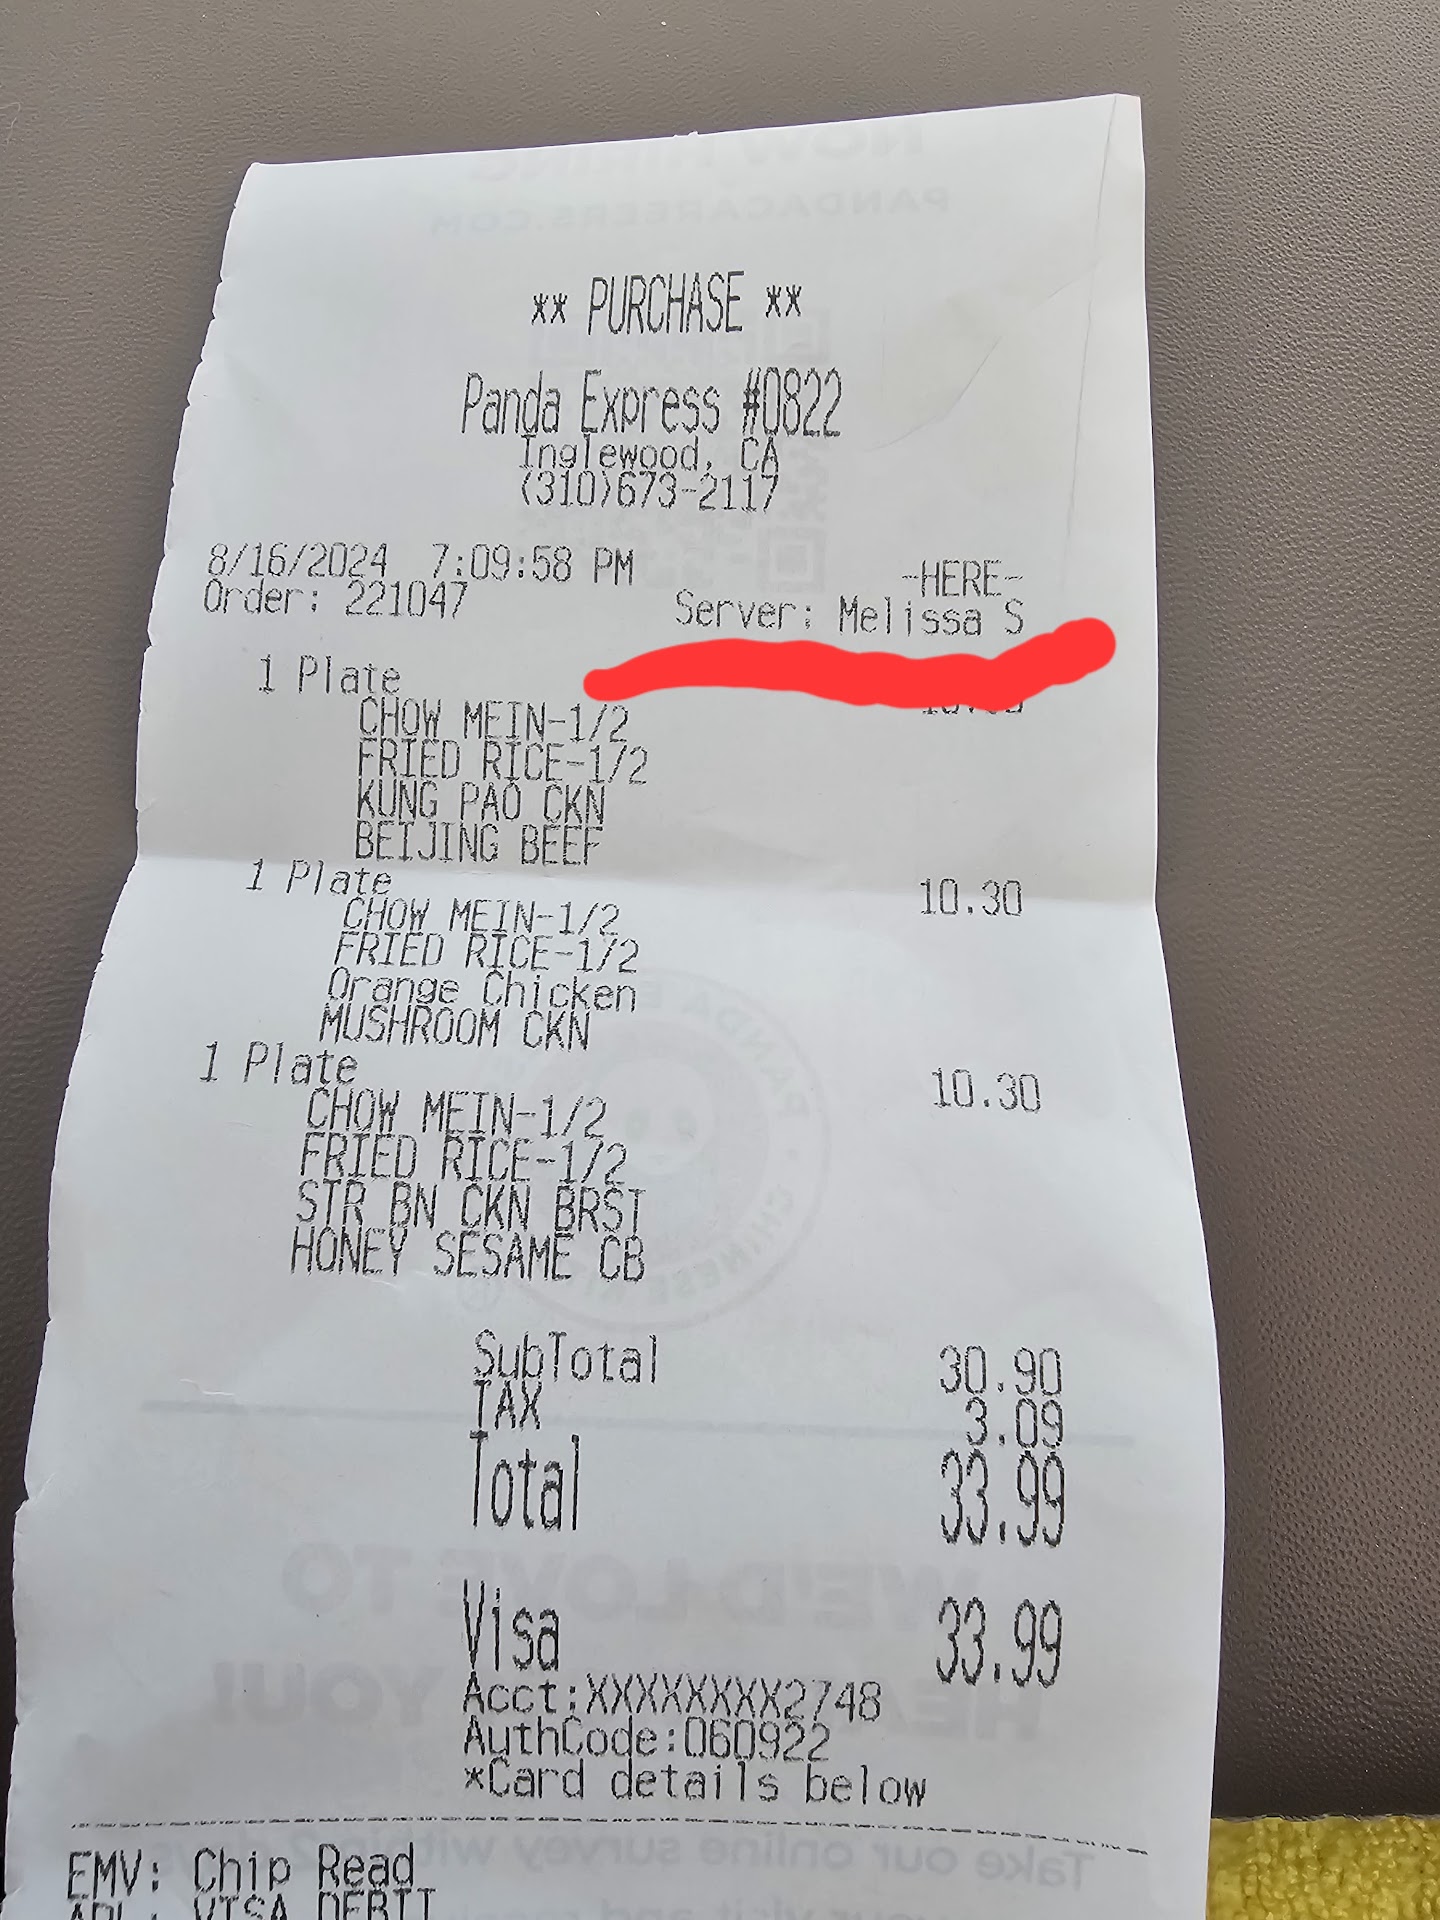 ** PURCHASE **
Panda Express #0822
Inglewood, CA
(310)673-2117
8/16/2024 7:09:58 PM -HERE-
Order: 221047 Server: Melissa S
1 Plate
CHOW MEIN-1/2
FRIED RICE-1/2
KUNG PAO CKN
BEIJING BEEF
1 Plate 10.30
CHOW MEIN-1/2
FRIED RICE-1/2
Orange Chicken
MUSHROOM CKN
1 Plate 10.30
CHOW MEIN-1/2
FRIED RICE-1/2
STR BN CKN BRST
HONEY SESAME CB
SubTotal 30.90
TAX 3.09
Total 33.99
Visa 33.99
Acct:XXXXXXXX2748
AuthCode:060922
*Card details below
EMV: Chip Read
APL: VISA DEBIT